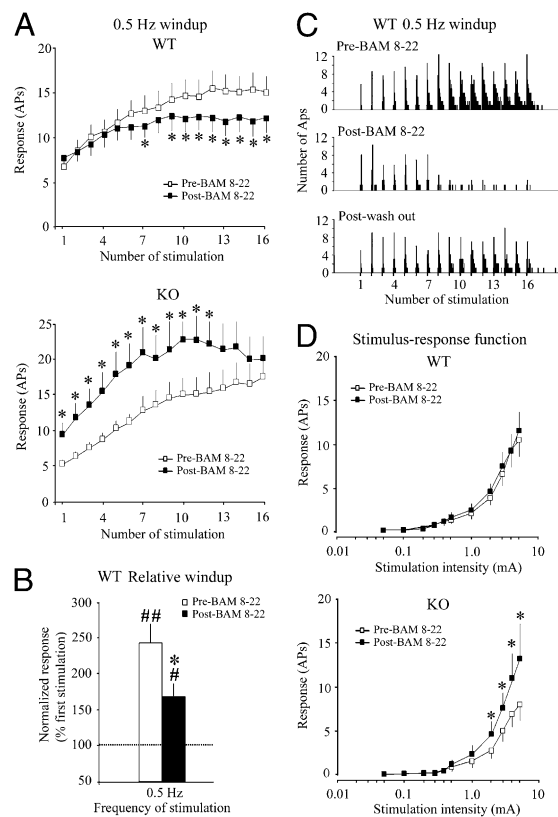 A
0.5 Hz windup
WT
20
15
10
5
0
Response (APs)
* * * * * * * * *
Pre-BAM 8-22
Post-BAM 8-22
1 4 7 10 13 16
Number of stimulation
KO
25
20
15
10
5
0
Response (APs)
* * * * * * * * * * * *
Pre-BAM 8-22
Post-BAM 8-22
1 4 7 10 13 16
Number of stimulation
B
WT Relative windup
300
250
200
150
100
50
Normalized response
(% first stimulation)
Pre-BAM 8-22
Post-BAM 8-22
##
*
#
0.5 Hz
Frequency of stimulation
C
WT 0.5 Hz windup
Pre-BAM 8-22
12
8
4
0
Post-BAM 8-22
12
8
4
0
Number of Aps
Post-wash out
12
8
4
0
1 4 7 10 13 16
Number of stimulation
D
Stimulus-response function
WT
20
15
10
5
0
Response (APs)
Pre-BAM 8-22
Post-BAM 8-22
0.01 0.1 1.0 10
Stimulation intensity (mA)
KO
20
15
10
5
0
Response (APs)
Pre-BAM 8-22
Post-BAM 8-22
* * * *
0.01 0.1 1.0 10
Stimulation intensity (mA)